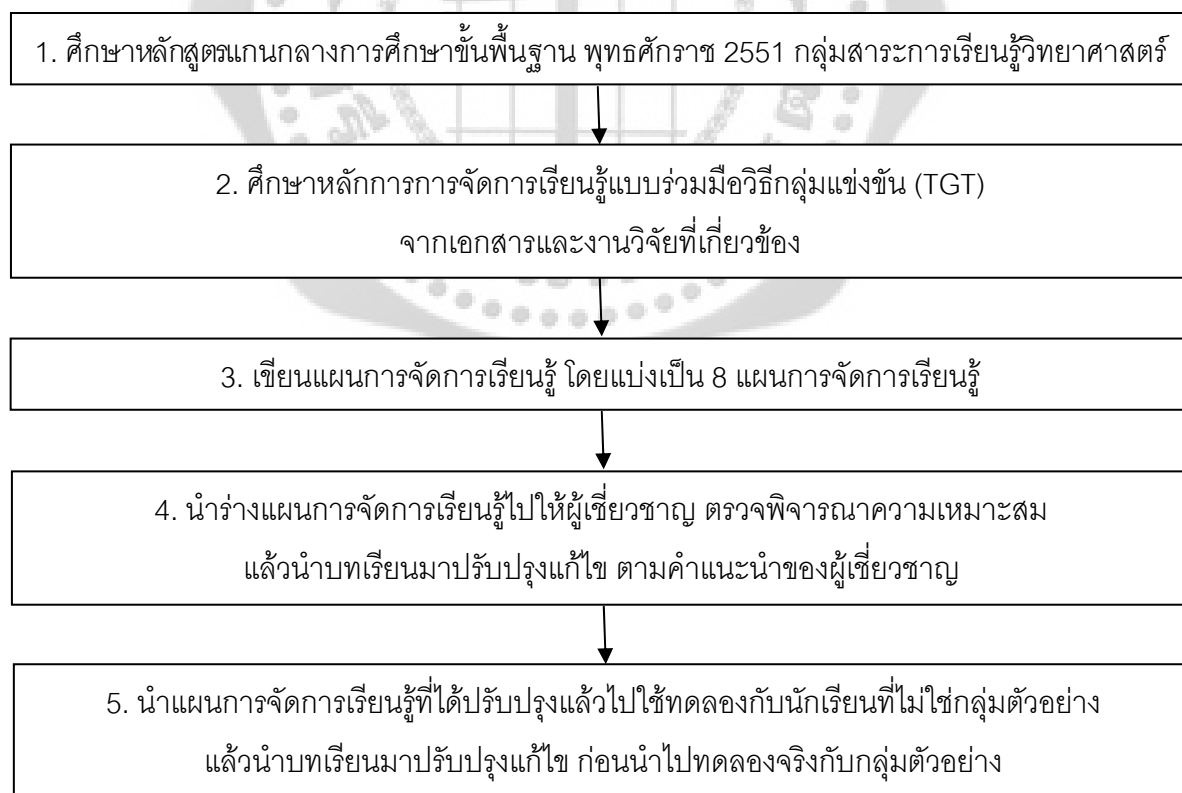 1. ศึกษาหลักสูตรแกนกลางการศึกษาขั้นพื้นฐาน พุทธศักราช 2551 กลุ่มสาระการเรียนรู้วิทยาศาสตร์
2. ศึกษาหลักการการจัดการเรียนรู้แบบร่วมมือวิธีกลุ่มแข่งขัน (TGT)
จากเอกสารและงานวิจัยที่เกี่ยวข้อง
3. เขียนแผนการจัดการเรียนรู้ โดยแบ่งเป็น 8 แผนการจัดการเรียนรู้
4. นำร่างแผนการจัดการเรียนรู้ไปให้ผู้เชี่ยวชาญ ตรวจพิจารณาความเหมาะสม
แล้วนำบทเรียนมาปรับปรุงแก้ไข ตามคำแนะนำของผู้เชี่ยวชาญ
5. นำแผนการจัดการเรียนรู้ที่ได้ปรับปรุงแล้วไปใช้ทดลองกับนักเรียนที่ไม่ใช่กลุ่มตัวอย่าง
แล้วนำบทเรียนมาปรับปรุงแก้ไข ก่อนนำไปทดลองจริงกับกลุ่มตัวอย่าง